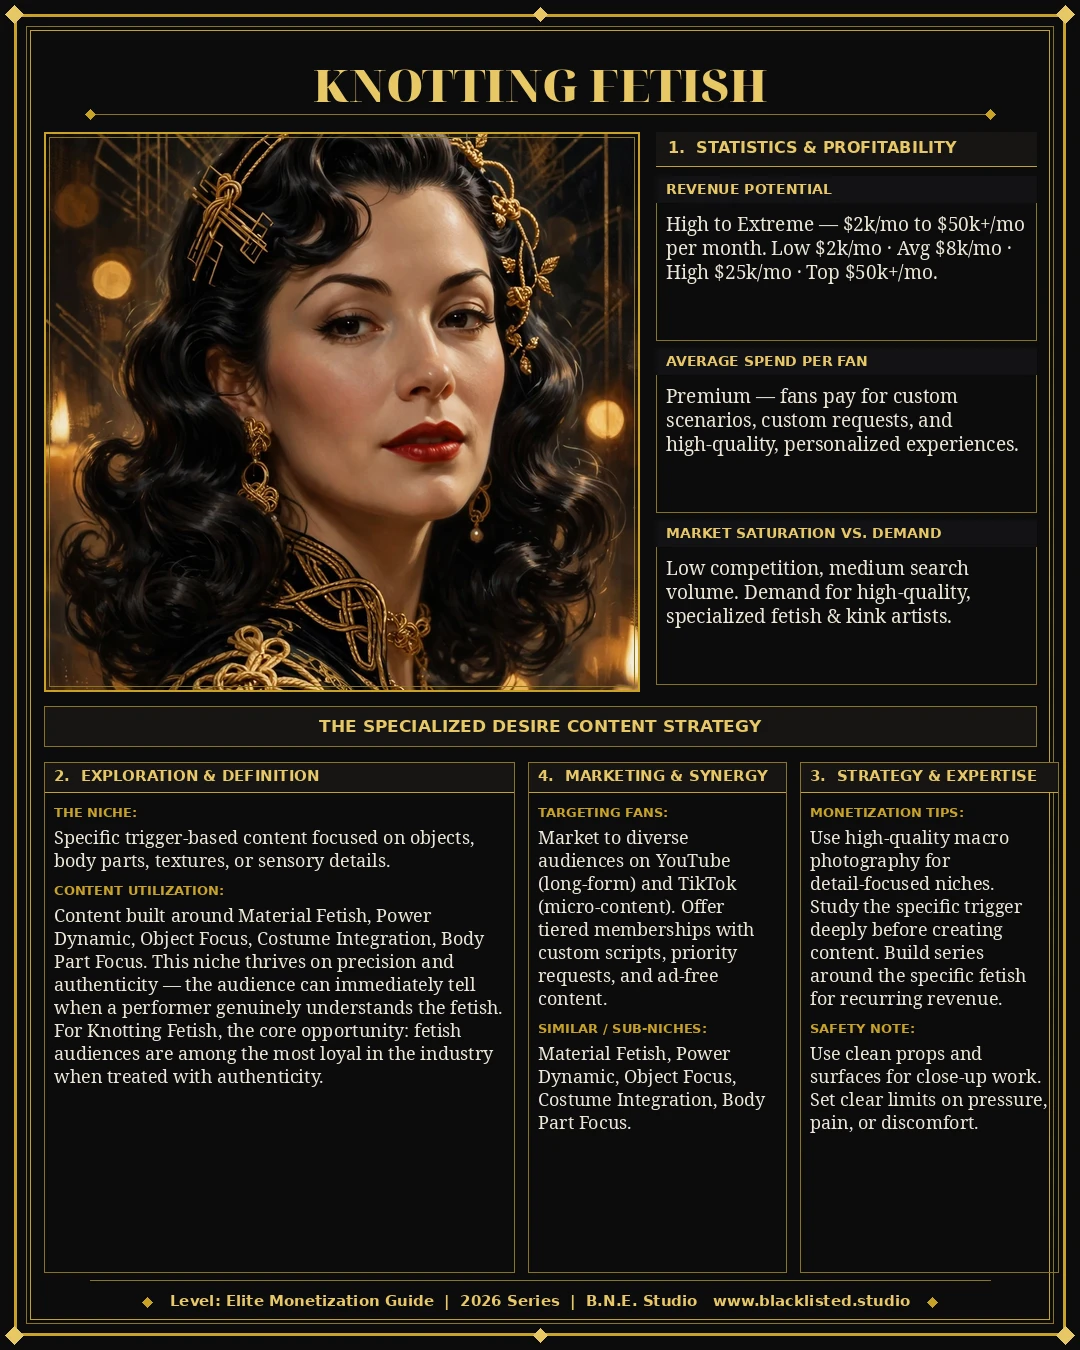 KNOTTING FETISH
1. STATISTICS & PROFITABILITY
REVENUE POTENTIAL
High to Extreme — $2k/mo to $50k+/mo
per month. Low $2k/mo · Avg $8k/mo ·
High $25k/mo · Top $50k+/mo.
AVERAGE SPEND PER FAN
Premium — fans pay for custom
scenarios, custom requests, and
high-quality, personalized experiences.
MARKET SATURATION VS. DEMAND
Low competition, medium search
volume. Demand for high-quality,
specialized fetish & kink artists.
THE SPECIALIZED DESIRE CONTENT STRATEGY
2. EXPLORATION & DEFINITION
THE NICHE:
Specific trigger-based content focused on objects,
body parts, textures, or sensory details.
CONTENT UTILIZATION:
Content built around Material Fetish, Power
Dynamic, Object Focus, Costume Integration, Body
Part Focus. This niche thrives on precision and
authenticity — the audience can immediately tell
when a performer genuinely understands the fetish.
For Knotting Fetish, the core opportunity: fetish
audiences are among the most loyal in the industry
when treated with authenticity.
4. MARKETING & SYNERGY
TARGETING FANS:
Market to diverse
audiences on YouTube
(long-form) and TikTok
(micro-content). Offer
tiered memberships with
custom scripts, priority
requests, and ad-free
content.
SIMILAR / SUB-NICHES:
Material Fetish, Power
Dynamic, Object Focus,
Costume Integration, Body
Part Focus.
3. STRATEGY & EXPERTISE
MONETIZATION TIPS:
Use high-quality macro
photography for
detail-focused niches.
Study the specific trigger
deeply before creating
content. Build series
around the specific fetish
for recurring revenue.
SAFETY NOTE:
Use clean props and
surfaces for close-up work.
Set clear limits on pressure,
pain, or discomfort.
Level: Elite Monetization Guide | 2026 Series | B.N.E. Studio www.blacklisted.studio